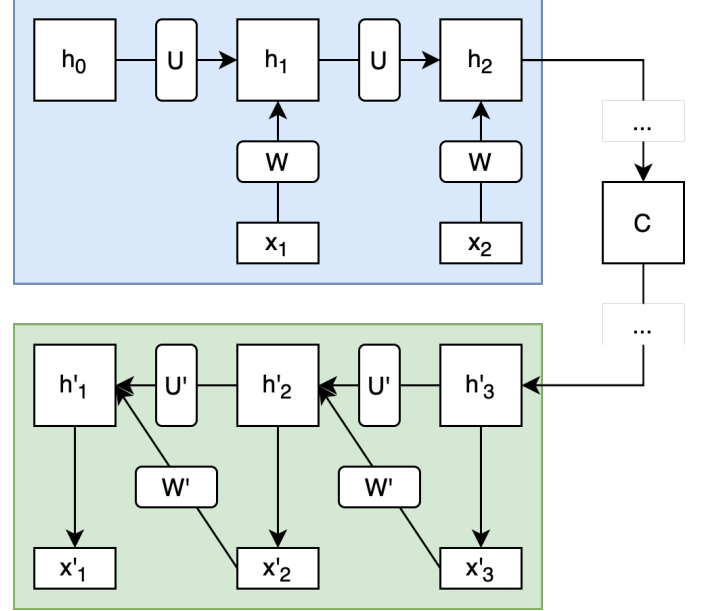 h₀ U h₁ U h₂
...
W W
C
x₁ x₂
...
h'₁ U' h'₂ U' h'₃
W' W'
x'₁ x'₂ x'₃